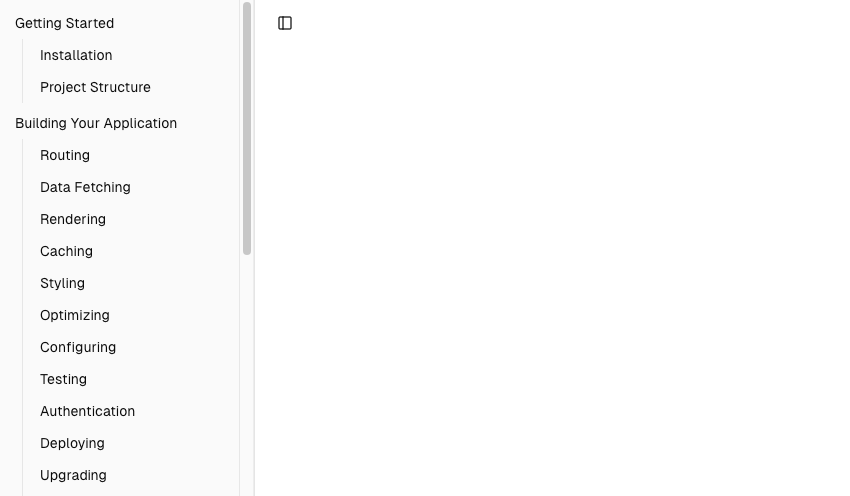 Getting Started
Installation
Project Structure
Building Your Application
Routing
Data Fetching
Rendering
Caching
Styling
Optimizing
Configuring
Testing
Authentication
Deploying
Upgrading